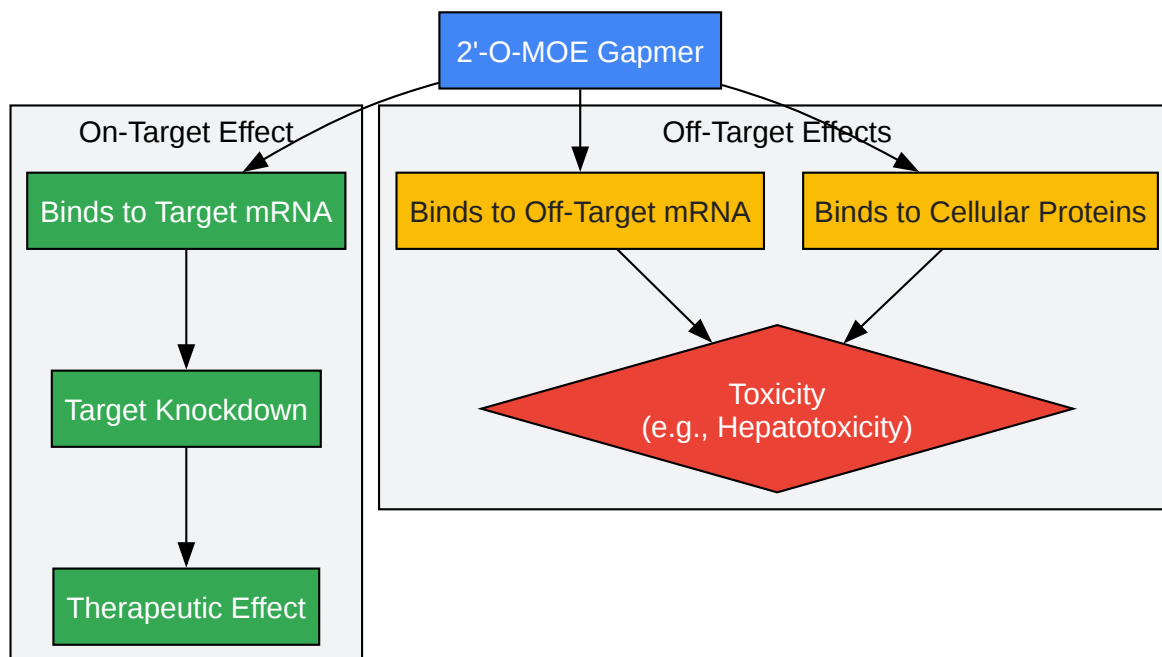 2'-O-MOE Gapmer
On-Target Effect
Off-Target Effects
Binds to Target mRNA
Binds to Off-Target mRNA
Binds to Cellular Proteins
Target Knockdown
Toxicity
(e.g., Hepatotoxicity)
Therapeutic Effect